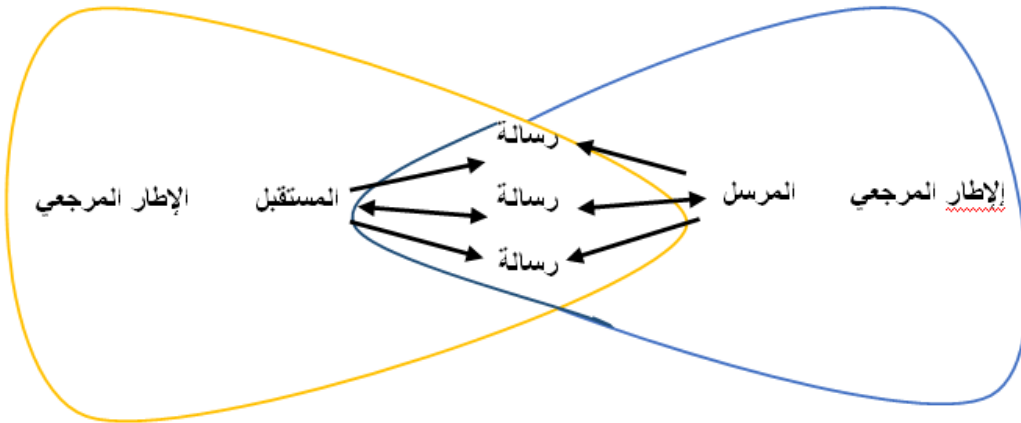 رسالة
الإطار المرجعي المرسل رسالة المستقبل الإطار المرجعي
رسالة